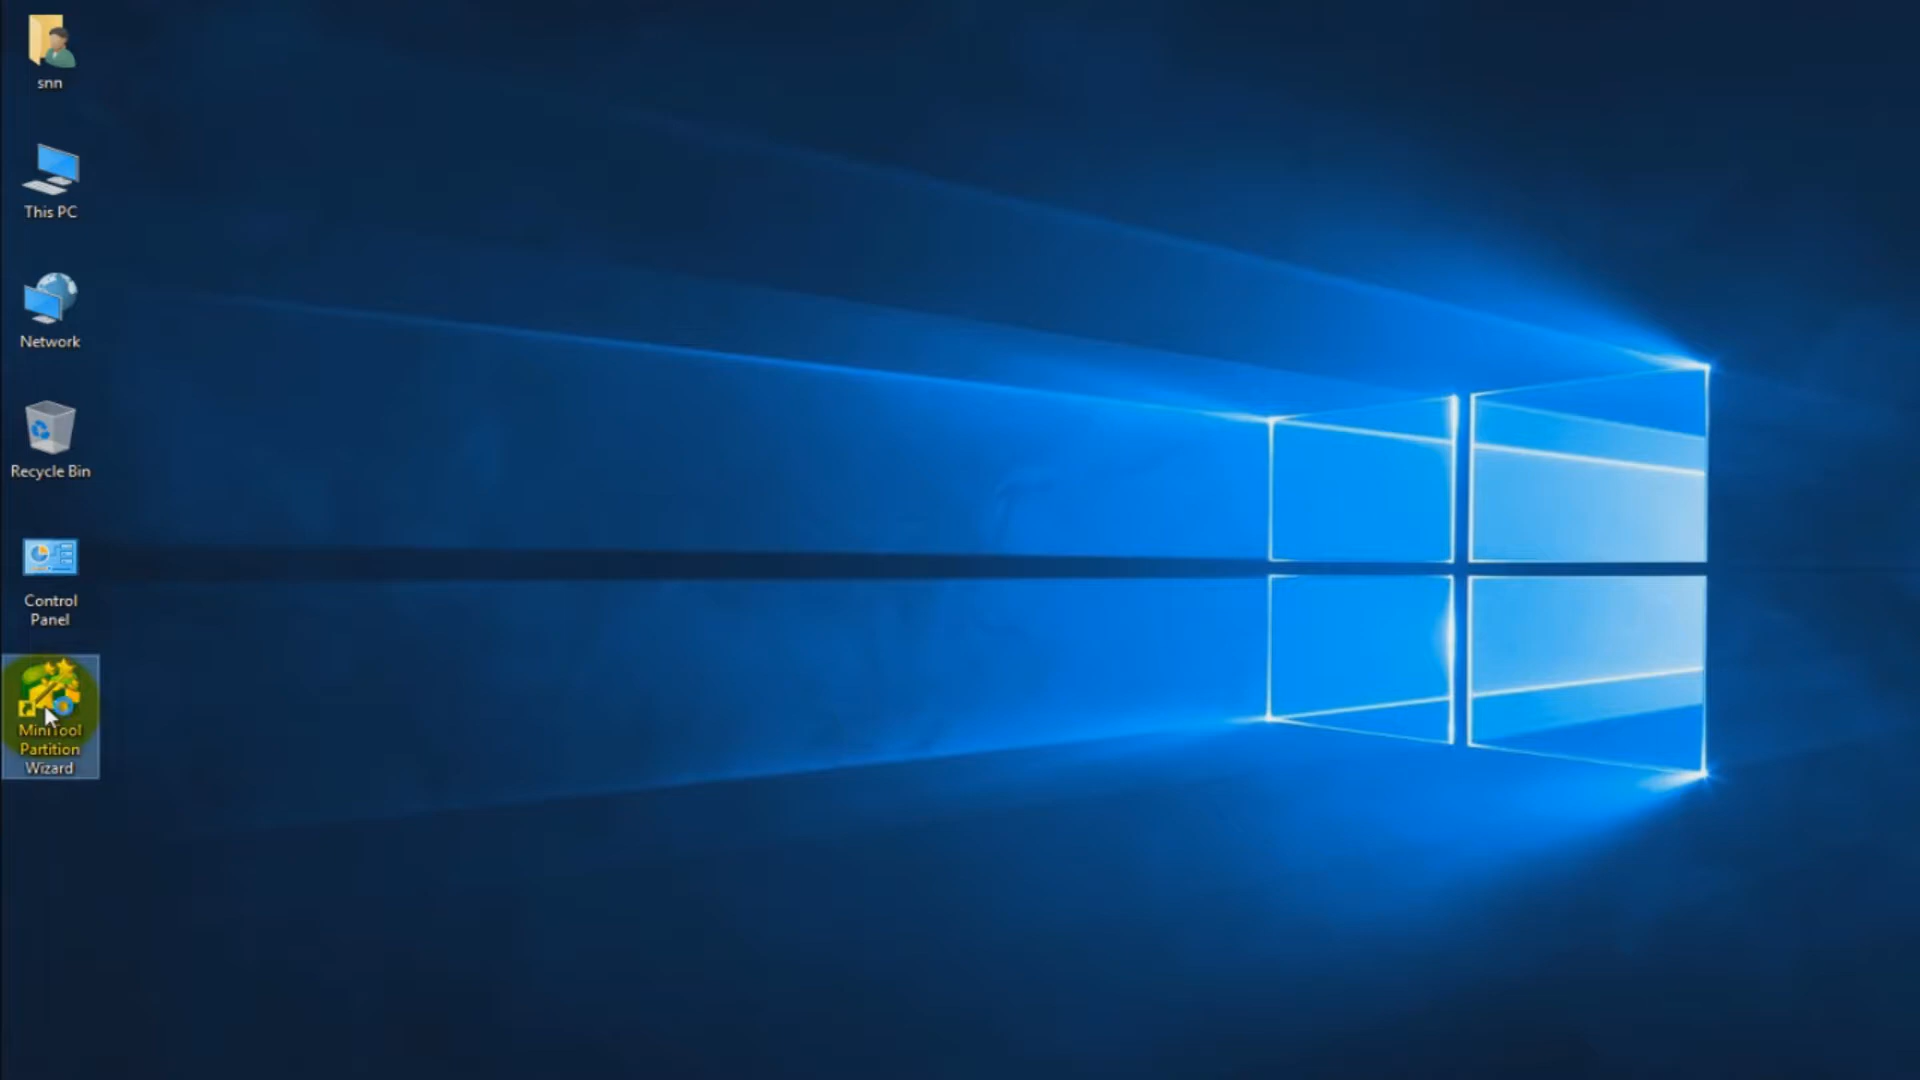 snn
This PC
Network
Recycle Bin
Control
Panel
MiniTool
Partition
Wizard